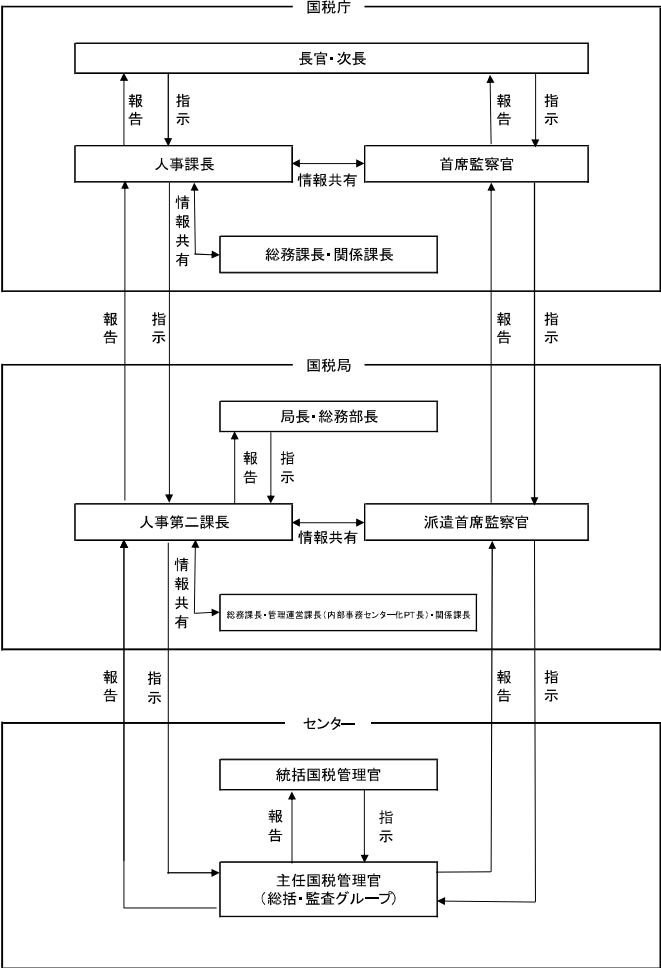 国税庁
長官・次長
報告
指示
報告
指示
人事課長
情報共有
首席監察官
情報共有
総務課長・関係課長
報告
指示
報告
指示
国税局
局長・総務部長
報告
指示
人事第二課長
情報共有
派遣首席監察官
情報共有
総務課長・管理運営課長(内部事務センター化PT長)・関係課長
報告
指示
報告
指示
センター
統括国税管理官
報告
指示
主任国税管理官
(総括・監査グループ)